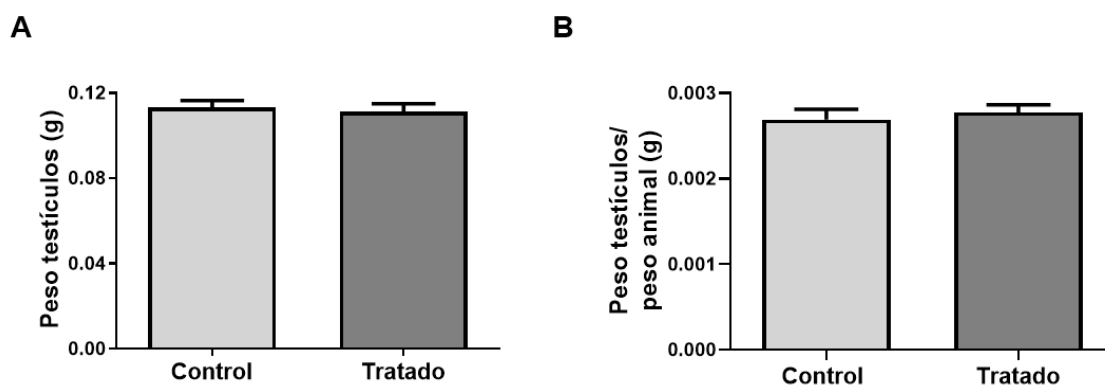 A
Peso testículos (g)
0.12
0.08
0.04
0.00
Control
Tratado
B
Peso testículos/
peso animal (g)
0.003
0.002
0.001
0.000
Control
Tratado